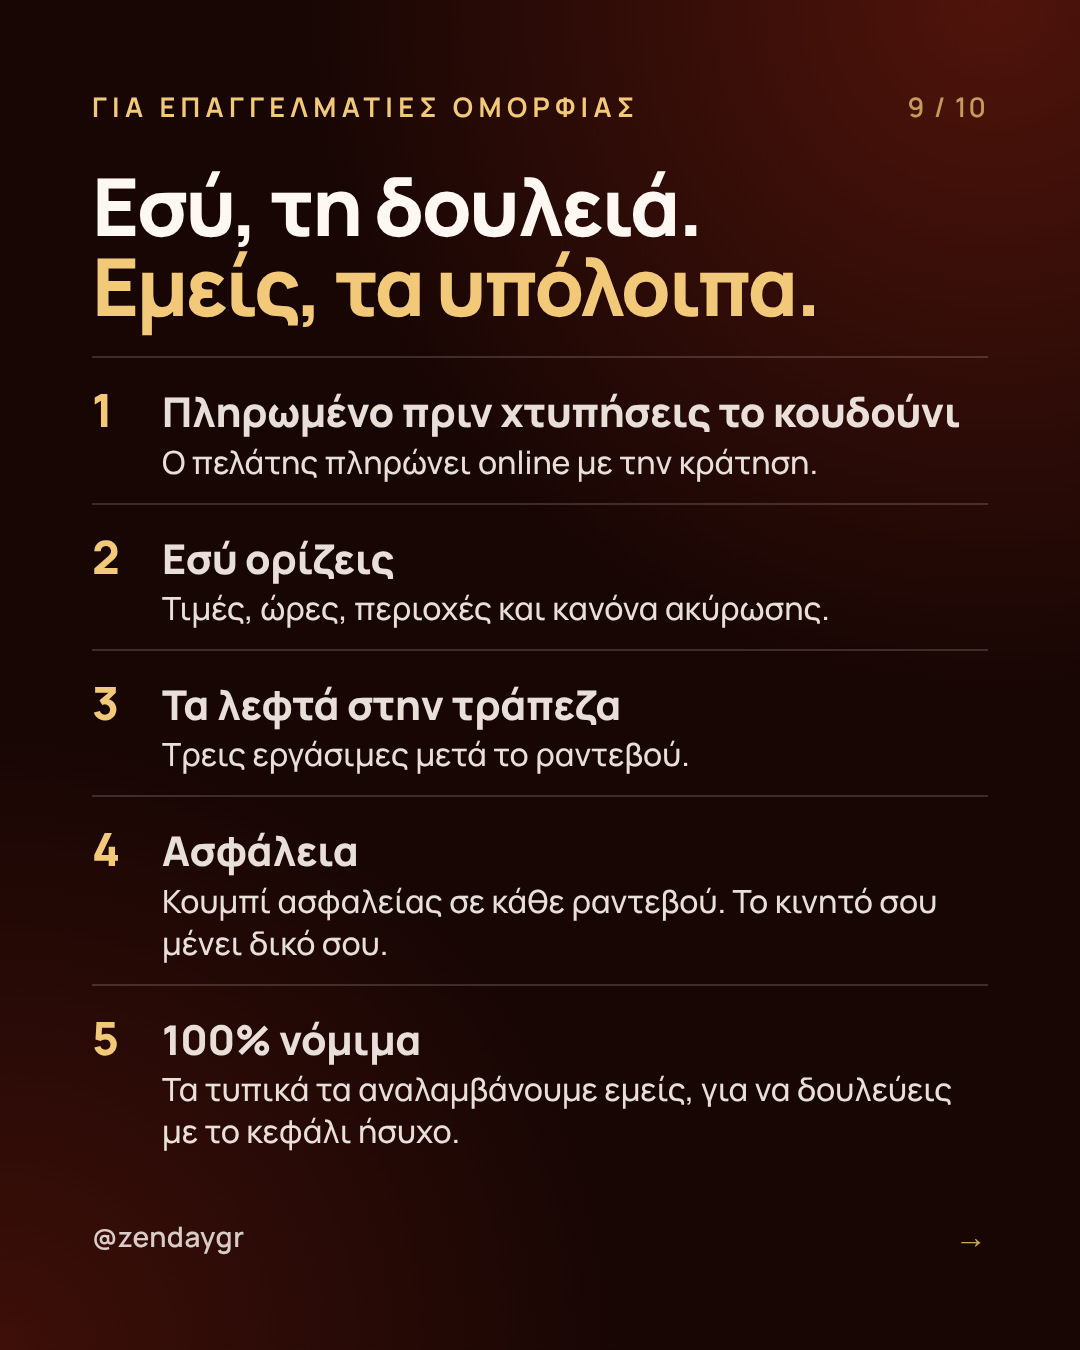 ΓΙΑ ΕΠΑΓΓΕΛΜΑΤΙΕΣ ΟΜΟΡΦΙΑΣ
9 / 10
Εσύ, τη δουλειά.
Εμείς, τα υπόλοιπα.
1 Πληρωμένο πριν χτυπήσεις το κουδούνι
Ο πελάτης πληρώνει online με την κράτηση.
2 Εσύ ορίζεις
Τιμές, ώρες, περιοχές και κανόνα ακύρωσης.
3 Τα λεφτά στην τράπεζα
Τρεις εργάσιμες μετά το ραντεβού.
4 Ασφάλεια
Κουμπί ασφαλείας σε κάθε ραντεβού. Το κινητό σου
μένει δικό σου.
5 100% νόμιμα
Τα τυπικά τα αναλαμβάνουμε εμείς, για να δουλεύεις
με το κεφάλι ήσυχο.
@zendaygr →